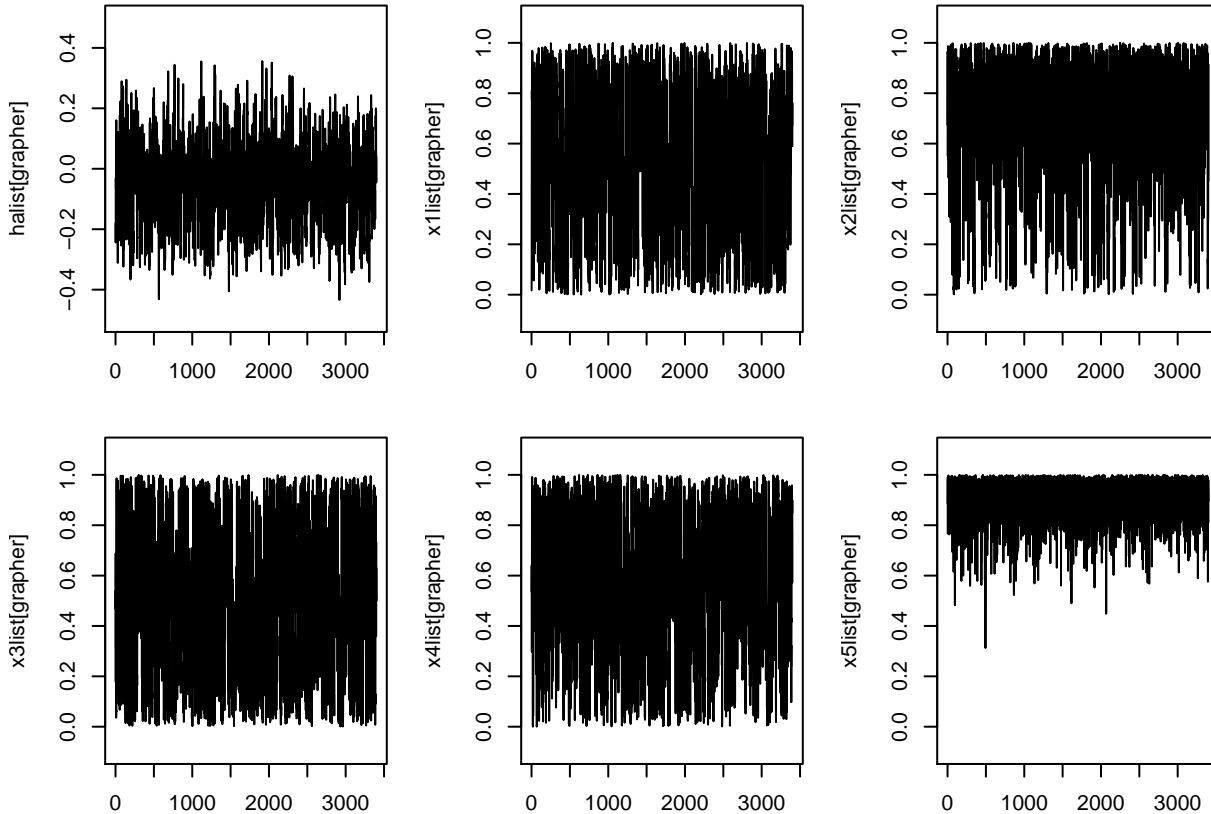 halist[grapher]
−0.4 −0.2 0.0 0.2 0.4
0 1000 2000 3000
x1list[grapher]
0.0 0.2 0.4 0.6 0.8 1.0
0 1000 2000 3000
x2list[grapher]
0.0 0.2 0.4 0.6 0.8 1.0
0 1000 2000 3000
x3list[grapher]
0.0 0.2 0.4 0.6 0.8 1.0
0 1000 2000 3000
x4list[grapher]
0.0 0.2 0.4 0.6 0.8 1.0
0 1000 2000 3000
x5list[grapher]
0.0 0.2 0.4 0.6 0.8 1.0
0 1000 2000 3000